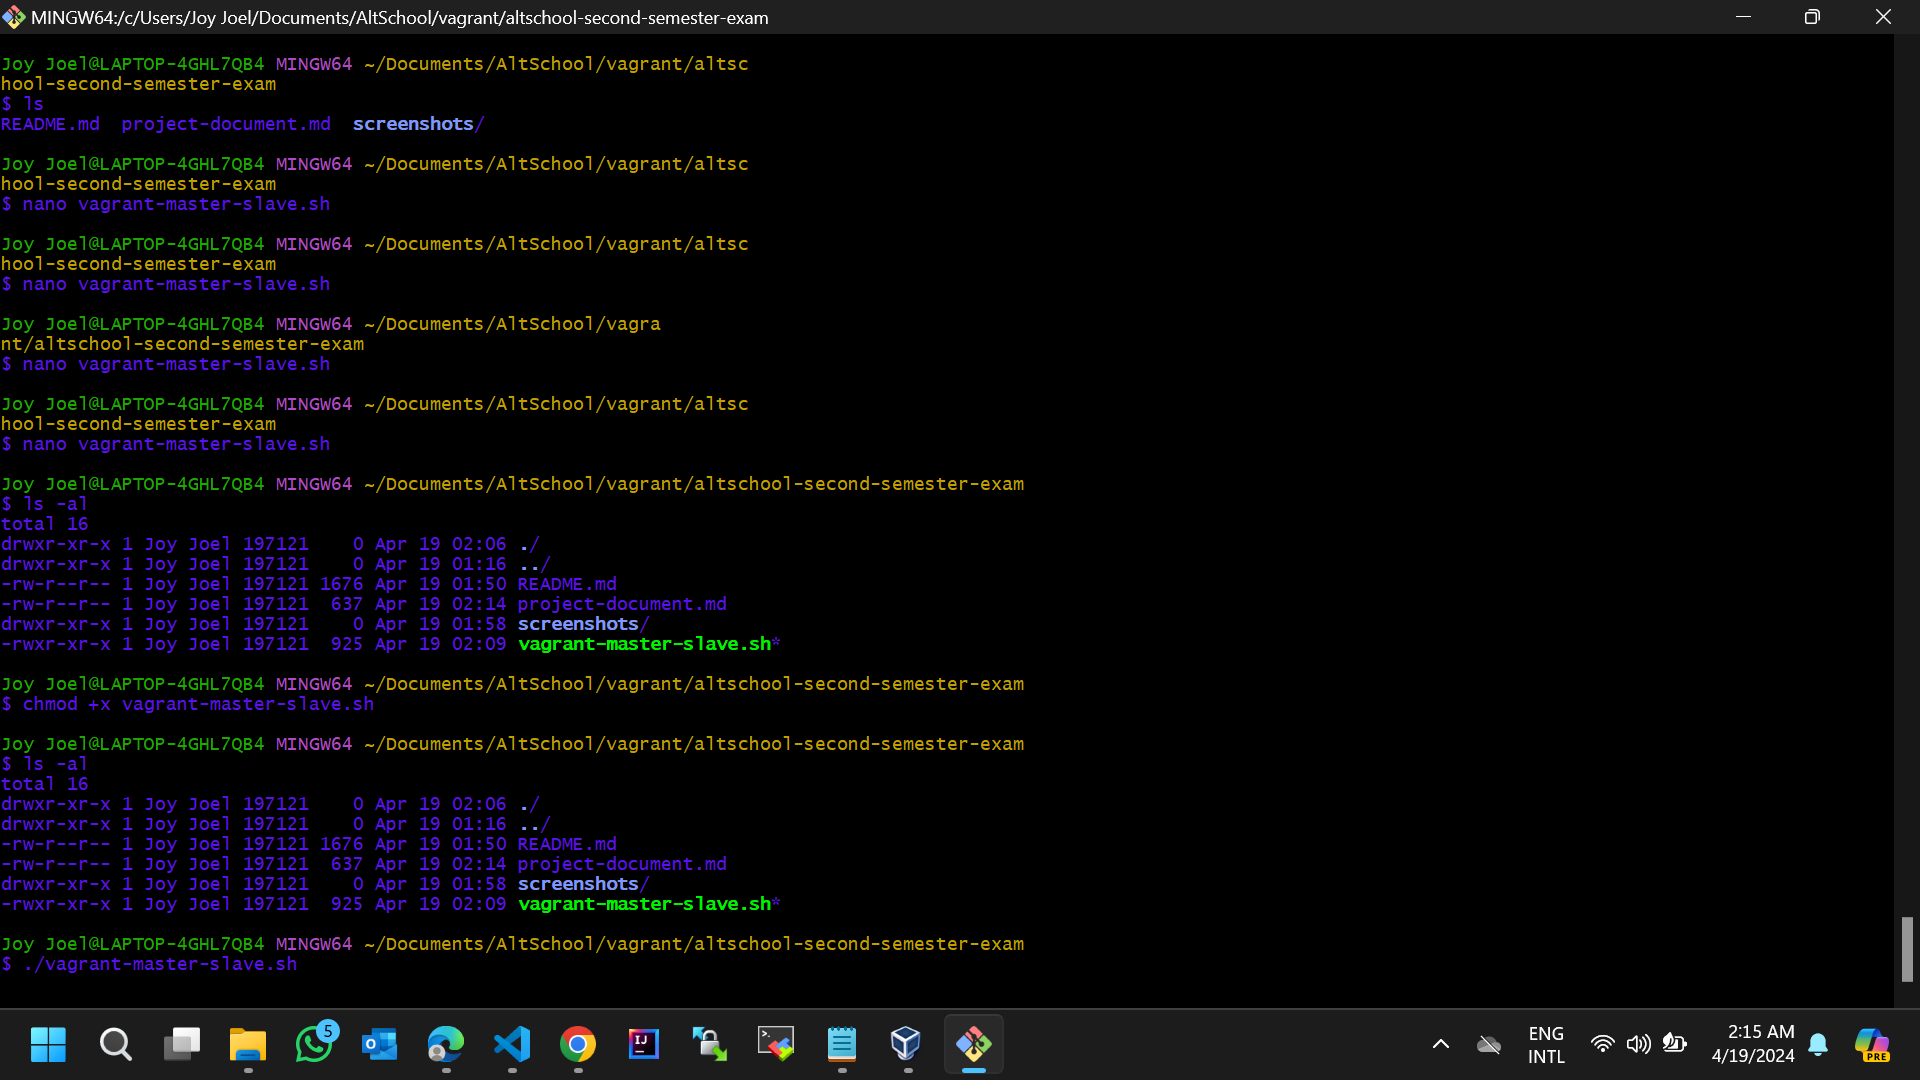 MINGW64:/c/Users/Joy Joel/Documents/AltSchool/vagrant/altschool-second-semester-exam
Joy Joel@LAPTOP-4GHL7QB4 MINGW64 ~/Documents/AltSchool/vagrant/altsc
hool-second-semester-exam
$ ls
README.md  project-document.md  screenshots/
Joy Joel@LAPTOP-4GHL7QB4 MINGW64 ~/Documents/AltSchool/vagrant/altsc
hool-second-semester-exam
$ nano vagrant-master-slave.sh
Joy Joel@LAPTOP-4GHL7QB4 MINGW64 ~/Documents/AltSchool/vagrant/altsc
hool-second-semester-exam
$ nano vagrant-master-slave.sh
Joy Joel@LAPTOP-4GHL7QB4 MINGW64 ~/Documents/AltSchool/vagra
nt/altschool-second-semester-exam
$ nano vagrant-master-slave.sh
Joy Joel@LAPTOP-4GHL7QB4 MINGW64 ~/Documents/AltSchool/vagrant/altsc
hool-second-semester-exam
$ nano vagrant-master-slave.sh
Joy Joel@LAPTOP-4GHL7QB4 MINGW64 ~/Documents/AltSchool/vagrant/altschool-second-semester-exam
$ ls -al
total 16
drwxr-xr-x 1 Joy Joel 197121    0 Apr 19 02:06 ./
drwxr-xr-x 1 Joy Joel 197121    0 Apr 19 01:16 ../
-rw-r--r-- 1 Joy Joel 197121 1676 Apr 19 01:50 README.md
-rw-r--r-- 1 Joy Joel 197121  637 Apr 19 02:14 project-document.md
drwxr-xr-x 1 Joy Joel 197121    0 Apr 19 01:58 screenshots/
-rwxr-xr-x 1 Joy Joel 197121  925 Apr 19 02:09 vagrant-master-slave.sh*
Joy Joel@LAPTOP-4GHL7QB4 MINGW64 ~/Documents/AltSchool/vagrant/altschool-second-semester-exam
$ chmod +x vagrant-master-slave.sh
Joy Joel@LAPTOP-4GHL7QB4 MINGW64 ~/Documents/AltSchool/vagrant/altschool-second-semester-exam
$ ls -al
total 16
drwxr-xr-x 1 Joy Joel 197121    0 Apr 19 02:06 ./
drwxr-xr-x 1 Joy Joel 197121    0 Apr 19 01:16 ../
-rw-r--r-- 1 Joy Joel 197121 1676 Apr 19 01:50 README.md
-rw-r--r-- 1 Joy Joel 197121  637 Apr 19 02:14 project-document.md
drwxr-xr-x 1 Joy Joel 197121    0 Apr 19 01:58 screenshots/
-rwxr-xr-x 1 Joy Joel 197121  925 Apr 19 02:09 vagrant-master-slave.sh*
Joy Joel@LAPTOP-4GHL7QB4 MINGW64 ~/Documents/AltSchool/vagrant/altschool-second-semester-exam
$ ./vagrant-master-slave.sh
5
IJ
ENG
INTL
2:15 AM
4/19/2024
PRE